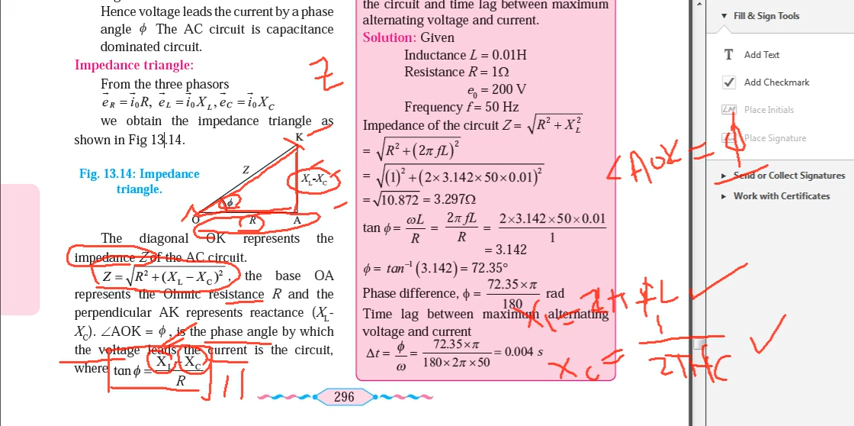 Hence voltage leads the current by a phase
angle ϕ The AC circuit is capacitance
dominated circuit.
Impedance triangle:
From the three phasors
e⃗_R = i⃗₀R, e⃗_L = i⃗₀X_L, e⃗_C = i⃗₀X_C
we obtain the impedance triangle as
shown in Fig 13.14.
Z
Fig. 13.14: Impedance
triangle.
K
Z
X_L-X_C
ϕ
O
R
A
The diagonal OK represents the
impedance Z of the AC circuit.
Z = √(R² + (X_L − X_C)²), the base OA
represents the Ohmic resistance R and the
perpendicular AK represents reactance (X_L-
X_C). ∠AOK = ϕ, is the phase angle by which
the voltage leads the current is the circuit,
where tan ϕ = (X_L − X_C)/R
the circuit and time lag between maximum
alternating voltage and current.
Solution: Given
Inductance L = 0.01H
Resistance R = 1Ω
e₀ = 200 V
Frequency f = 50 Hz
Impedance of the circuit Z = √(R² + X_L²)
= √(R² + (2π fL)²)
= √((1)² + (2×3.142×50×0.01)²)
= √10.872 = 3.297Ω
tan ϕ = ωL/R = 2π fL/R = (2×3.142×50×0.01)/1
= 3.142
ϕ = tan⁻¹ (3.142) = 72.35°
Phase difference, ϕ = (72.35×π)/180 rad
Time lag between maximum alternating
voltage and current
Δt = ϕ/ω = (72.35×π)/(180×2π×50) = 0.004 s
∠AOK = ϕ
X_L = 2π fL
X_C = 1/(2πfC)
296
Fill & Sign Tools
Add Text
Add Checkmark
Place Initials
Place Signature
Send or Collect Signatures
Work with Certificates